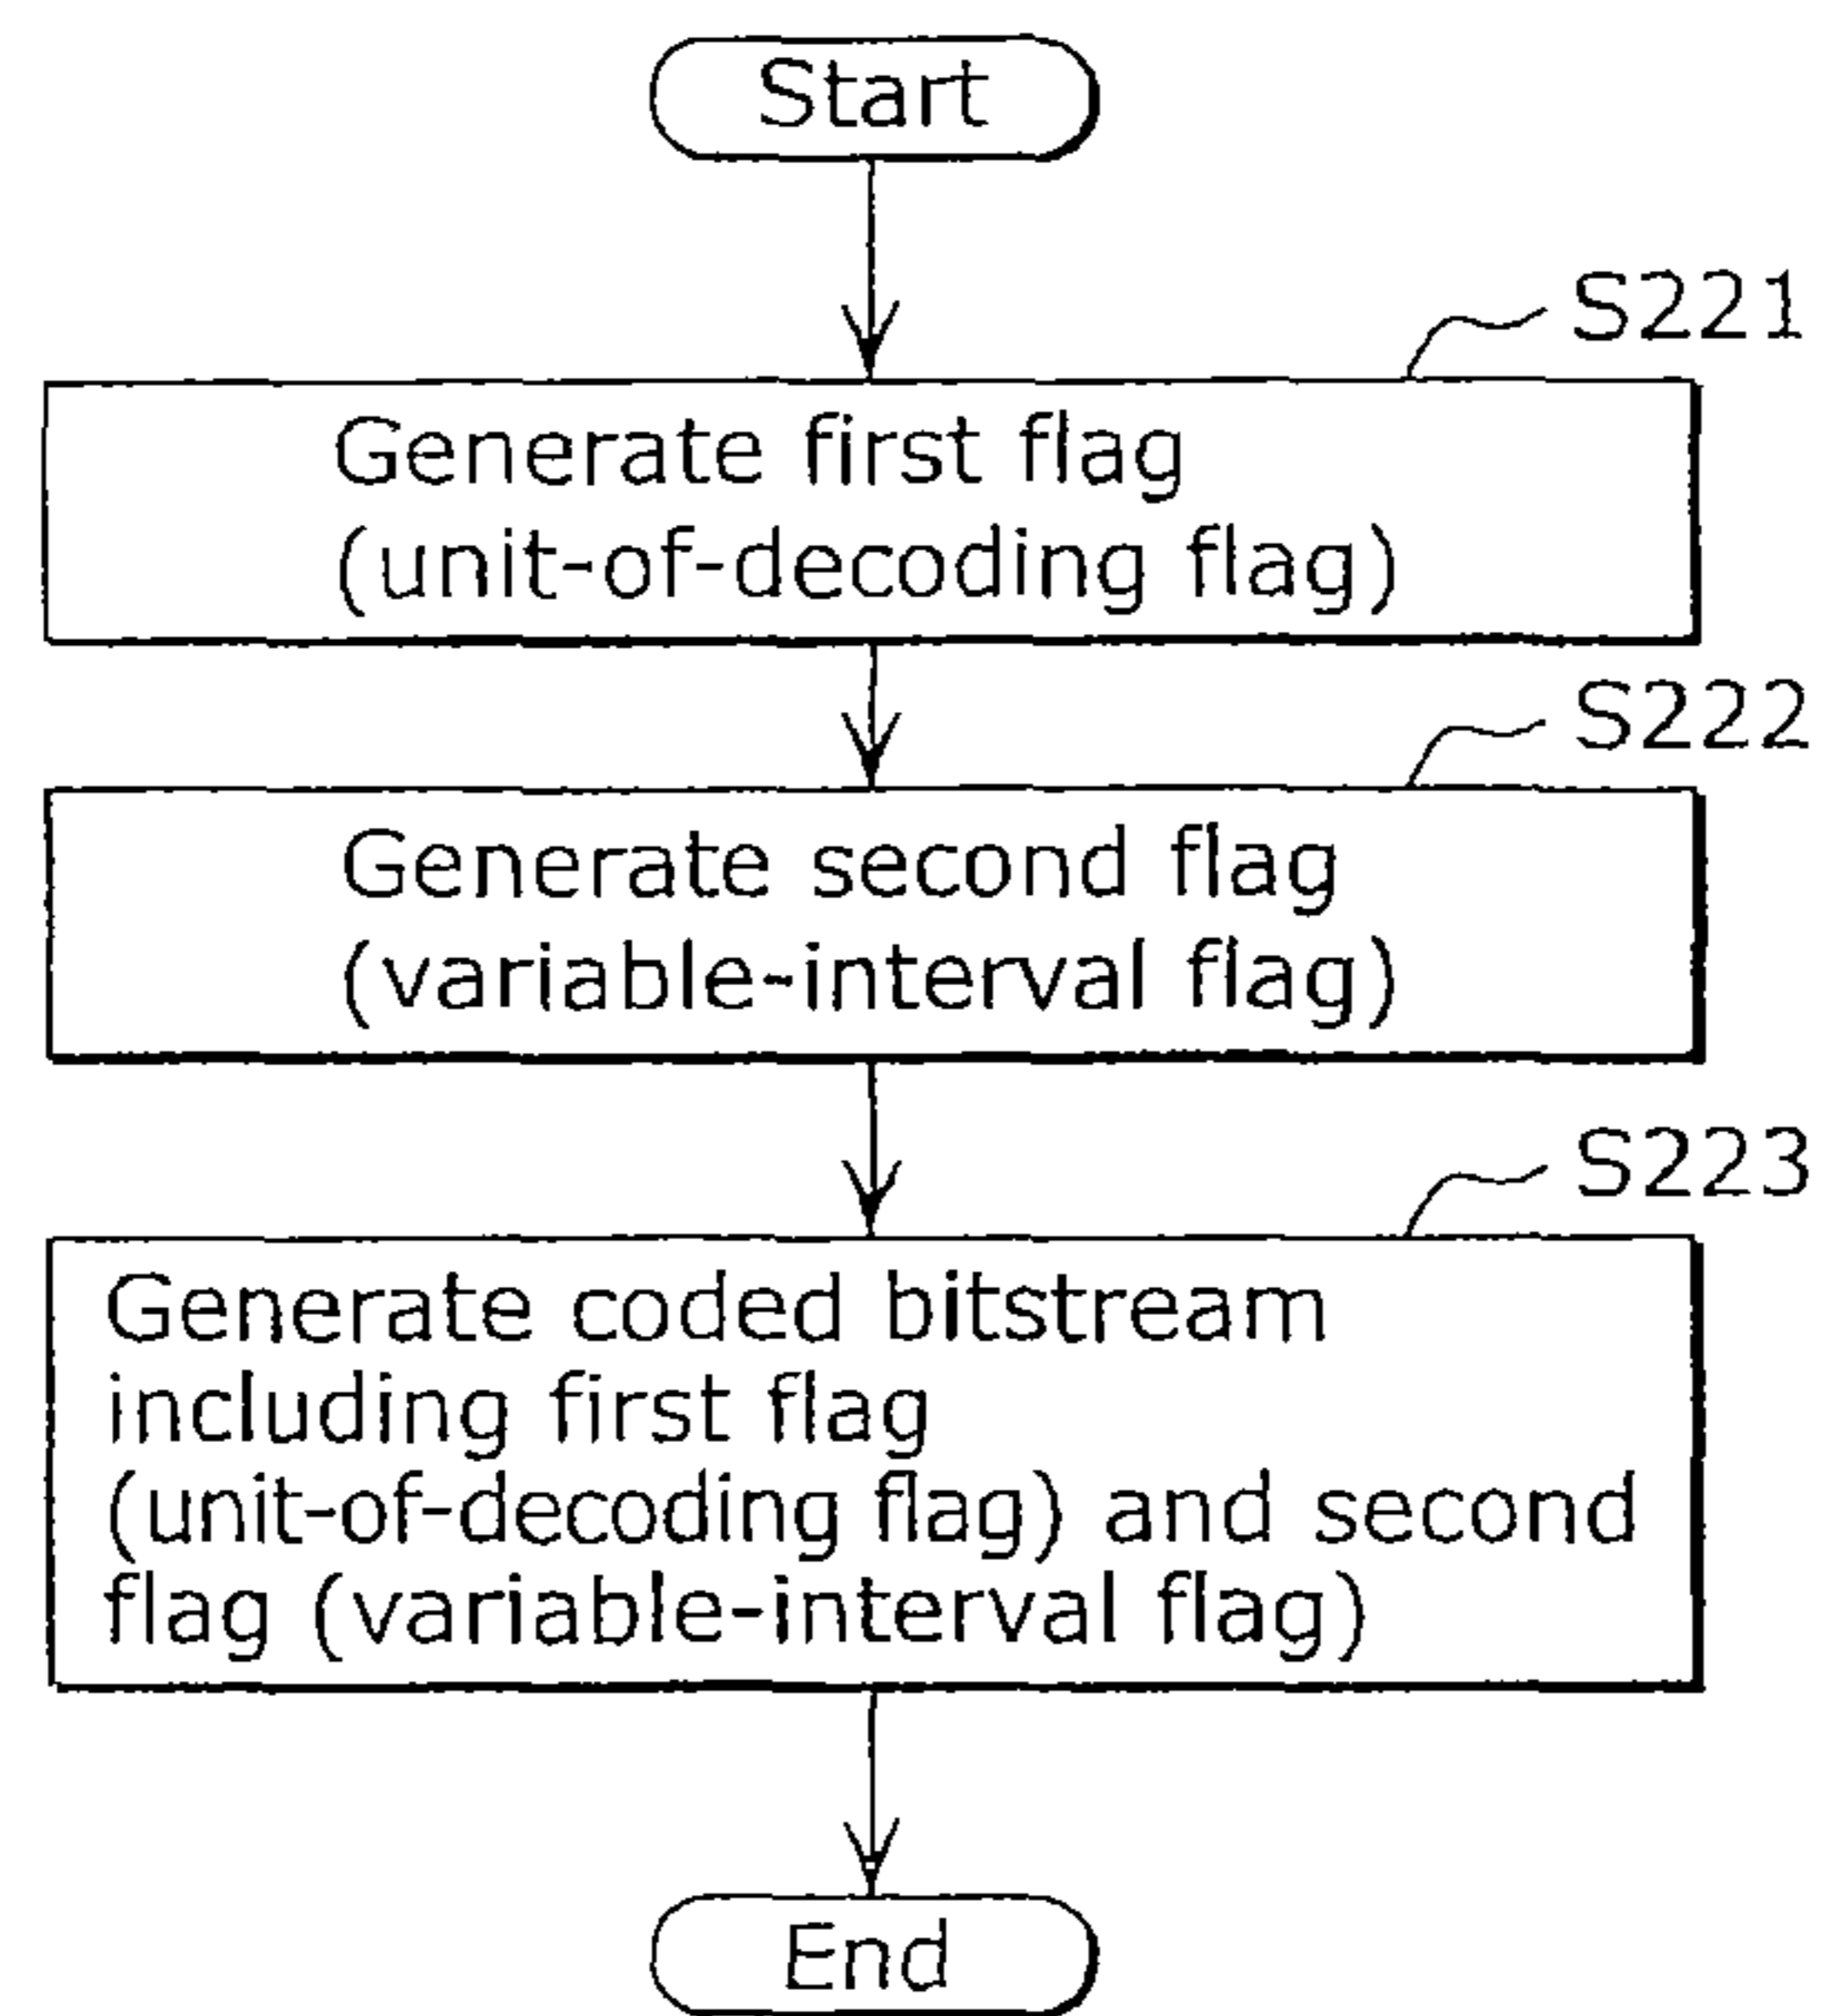 Start
S221
Generate first flag
(unit-of-decoding flag)
S222
Generate second flag
(variable-interval flag)
S223
Generate coded bitstream
including first flag
(unit-of-decoding flag) and second
flag (variable-interval flag)
End